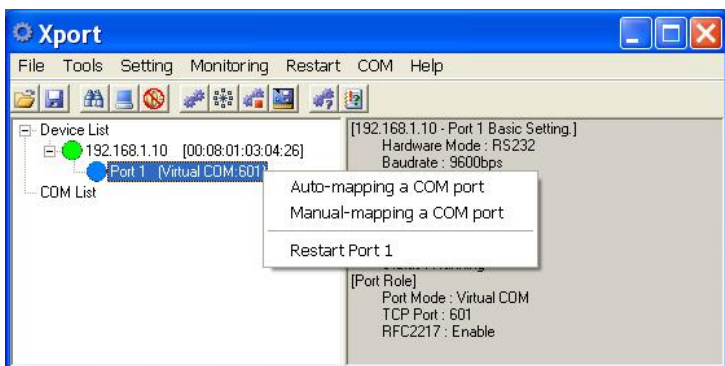 Xport
File Tools Setting Monitoring Restart COM Help
Device List
192.168.1.10 [00:08:01:03:04:26]
Port 1 (Virtual COM:601)
COM List
[192.168.1.10 - Port 1 Basic Setting.]
Hardware Mode : RS232
Baudrate : 9600bps
Auto-mapping a COM port
Manual-mapping a COM port
Restart Port 1
[Port Role]
Port Mode : Virtual COM
TCP Port : 601
RFC2217 : Enable